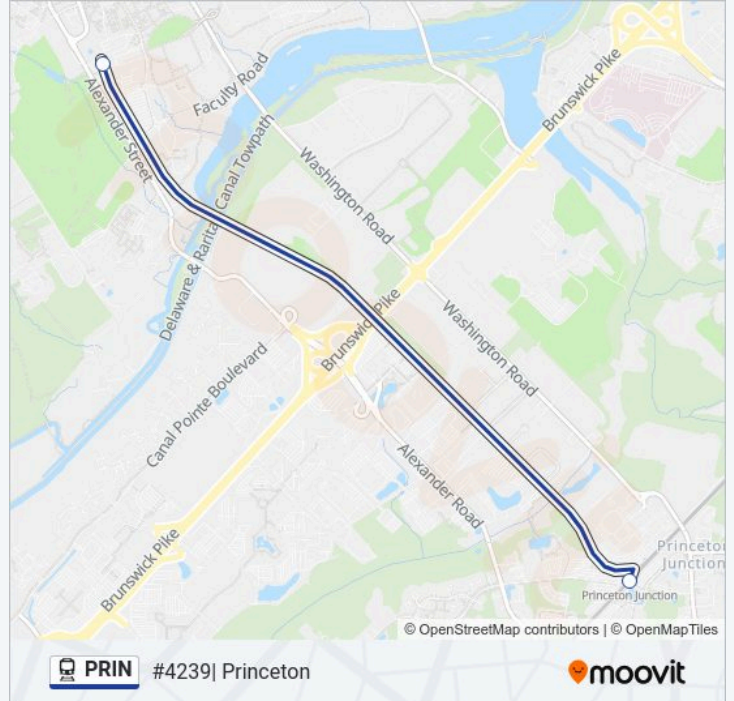 Faculty Road
Alexander Street
Brunswick Pike
Washington Road
Delaware & Raritan Canal Towpath
Brunswick Pike
Washington Road
Canal Pointe Boulevard
Alexander Road
Brunswick Pike
Princeton
Junction
Princeton Junction
© OpenStreetMap contributors | © OpenMapTiles
PRIN #4239| Princeton
moovit